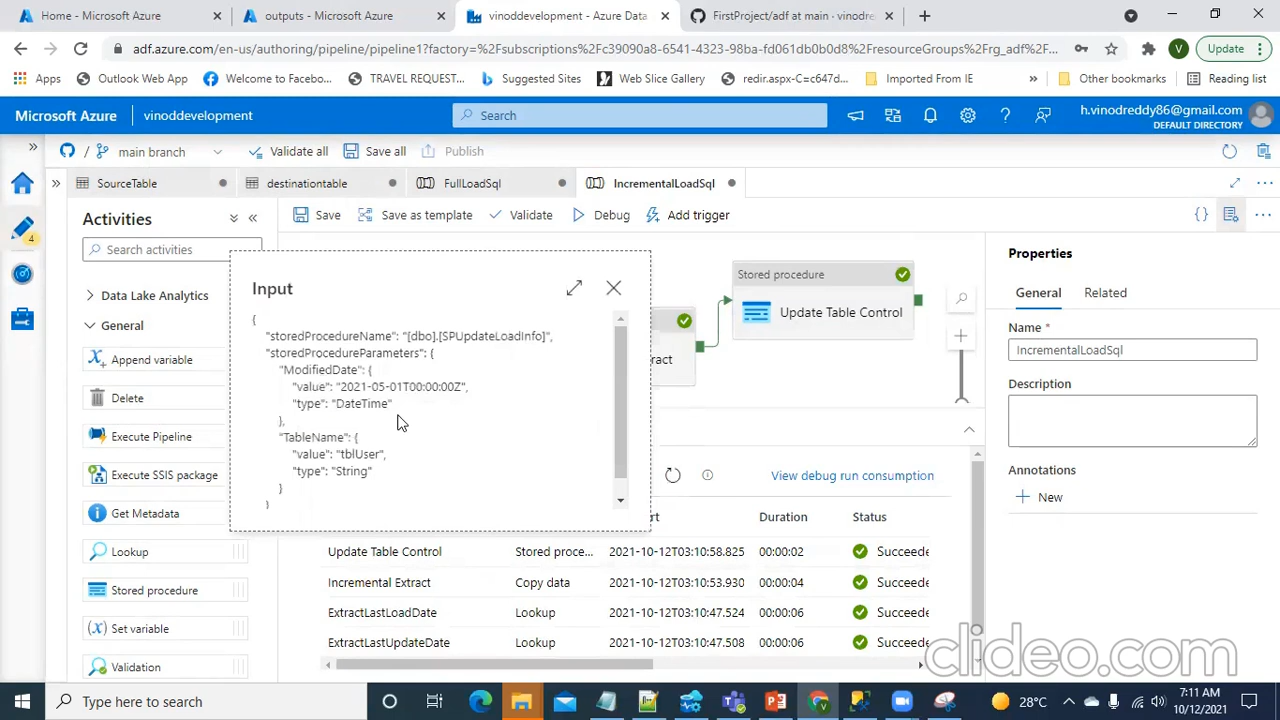 Home - Microsoft Azure
outputs - Microsoft Azure
vinoddevelopment - Azure Data
FirstProject/adf at main · vinodre
adf.azure.com/en-us/authoring/pipeline/pipeline1?factory=%2Fsubscriptions%2Fc39090a8-6541-4323-98ba-fd061db0b0d8%2FresourceGroups%2Frg_adf%2Fp...
V
Update
Apps
Outlook Web App
Welcome to Facebo...
TRAVEL REQUEST...
Suggested Sites
Web Slice Gallery
redir.aspx-C=c647d...
Imported From IE
»
Other bookmarks
Reading list
Microsoft Azure
vinoddevelopment
Search
h.vinodreddy86@gmail.com
DEFAULT DIRECTORY
main branch
Validate all
Save all
Publish
SourceTable
destinationtable
FullLoadSql
IncrementalLoadSql
4
Activities
Search activities
Data Lake Analytics
General
Append variable
Delete
Execute Pipeline
Execute SSIS package
Get Metadata
Lookup
Stored procedure
Set variable
Validation
Save
Save as template
Validate
Debug
Add trigger
Stored procedure
Update Table Control
ract
Input
{
"storedProcedureName": "[dbo].[SPUpdateLoadInfo]",
"storedProcedureParameters": {
"ModifiedDate": {
"value": "2021-05-01T00:00:00Z",
"type": "DateTime"
},
"TableName": {
"value": "tblUser",
"type": "String"
}
}
View debug run consumption
rt
Duration
Status
Update Table Control Stored proce... 2021-10-12T03:10:58.825 00:00:02 Succeede
Incremental Extract Copy data 2021-10-12T03:10:53.930 00:00:04 Succeede
ExtractLastLoadDate Lookup 2021-10-12T03:10:47.524 00:00:06 Succeede
ExtractLastUpdateDate Lookup 2021-10-12T03:10:47.508 00:00:06 Succeede
Properties
General
Related
Name *
IncrementalLoadSql
Description
Annotations
New
clideo.com
Type here to search
28°C
7:11 AM
10/12/2021